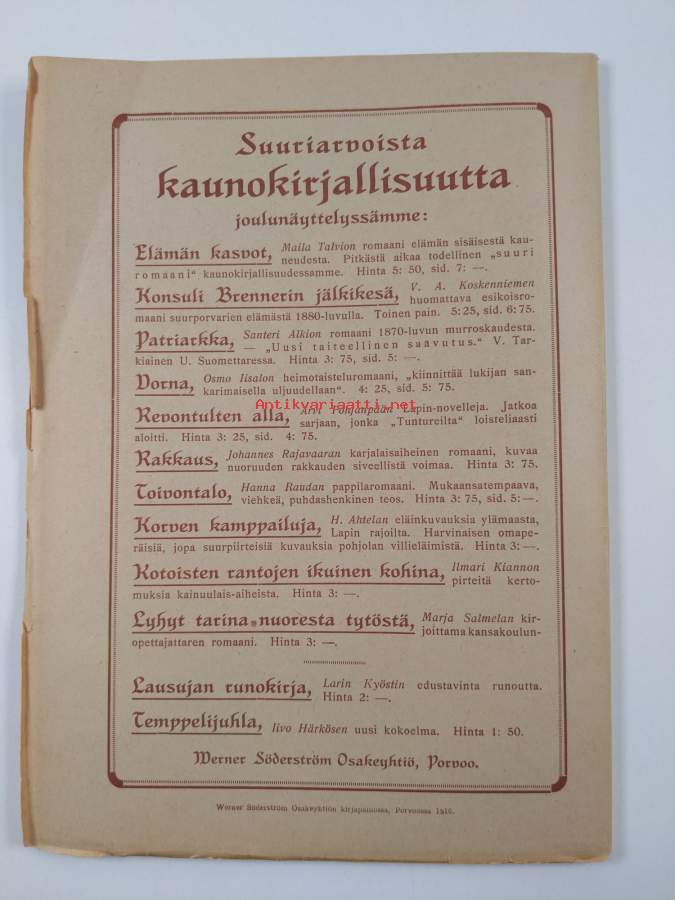 Suuriarvoista
kaunokirjallisuutta
joulunäyttelyssämme:
Elämän kasvot, Maila Talvion romaani elämän sisäisestä kau-
neudesta. Pitkästä aikaa todellinen „suuri
romaani“ kaunokirjallisuudessamme. Hinta 5: 50, sid. 7: —.
Konsuli Brennerin jälkikesä, V. A. Koskenniemen
huomattava esikoisro-
maani suurporvarien elämästä 1880-luvulla. Toinen pain. 5:25, sid. 6:75.
Patriarkka, Santeri Alkion romaani 1870-luvun murroskaudesta.
— „Uusi taiteellinen saavutus.“ V. Tar-
kiainen U. Suomettaressa. Hinta 3: 75, sid. 5: —.
Vorna, Osmo Iisalon heimotaisteluromaani, „kiinnittää lukijan san-
karimaisella uljuudellaan“. 4: 25, sid. 5: 75.
Antikvariaatti.net
Revontulten alla, Arvi Pohjanpään Lapin-novelleja. Jatkoa
sarjaan, jonka „Tuntureilta“ loisteliaasti
aloitti. Hinta 3: 25, sid. 4: 75.
Rakkaus, Johannes Rajavaaran karjalaisaiheinen romaani, kuvaa
nuoruuden rakkauden siveellistä voimaa. Hinta 3: 75.
Toivontalo, Hanna Raudan pappilaromaani. Mukaansatempaava,
viehkeä, puhdashenkinen teos. Hinta 3: 75, sid. 5: —.
Korven kamppailuja, H. Ahtelan eläinkuvauksia ylämaasta,
Lapin rajoilta. Harvinaisen omape-
räisiä, jopa suurpiirteisiä kuvauksia pohjolan villieläimistä. Hinta 3: —.
Kotoisten rantojen ikuinen kohina, Ilmari Kiannon
pirteitä kerto-
muksia kainuulais-aiheista. Hinta 3: —.
Lyhyt tarina nuoresta tytöstä, Marja Salmelan kir-
joittama kansakoulun-
opettajattaren romaani. Hinta 3: —.
Lausujan runokirja, Larin Kyöstin edustavinta runoutta.
Hinta 2: —.
Temppelijuhla, Iivo Härkösen uusi kokoelma. Hinta 1: 50.
Werner Söderström Osakeyhtiö, Porvoo.
Werner Söderström Osakeyhtiön kirjapainossa, Porvoossa 1916.